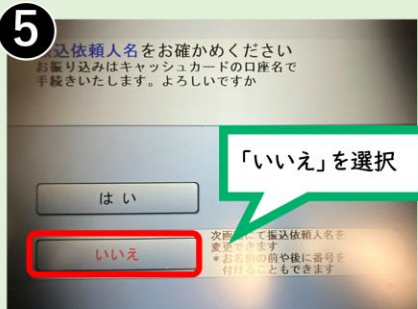 5
振込依頼人名をお確かめください
お振り込みはキャッシュカードの口座名で
手続きいたします。よろしいですか
「いいえ」を選択
はい
いいえ
にて振込依頼人名を
変更できます
*お名前の前や後に番号を
付けることもできます